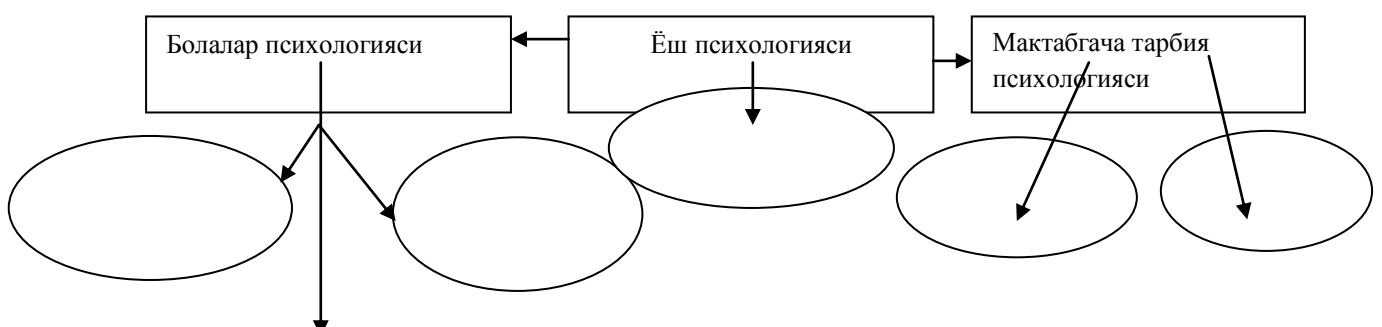 Болалар психологияси
Ёш психологияси
Мактабгача тарбия
психологияси